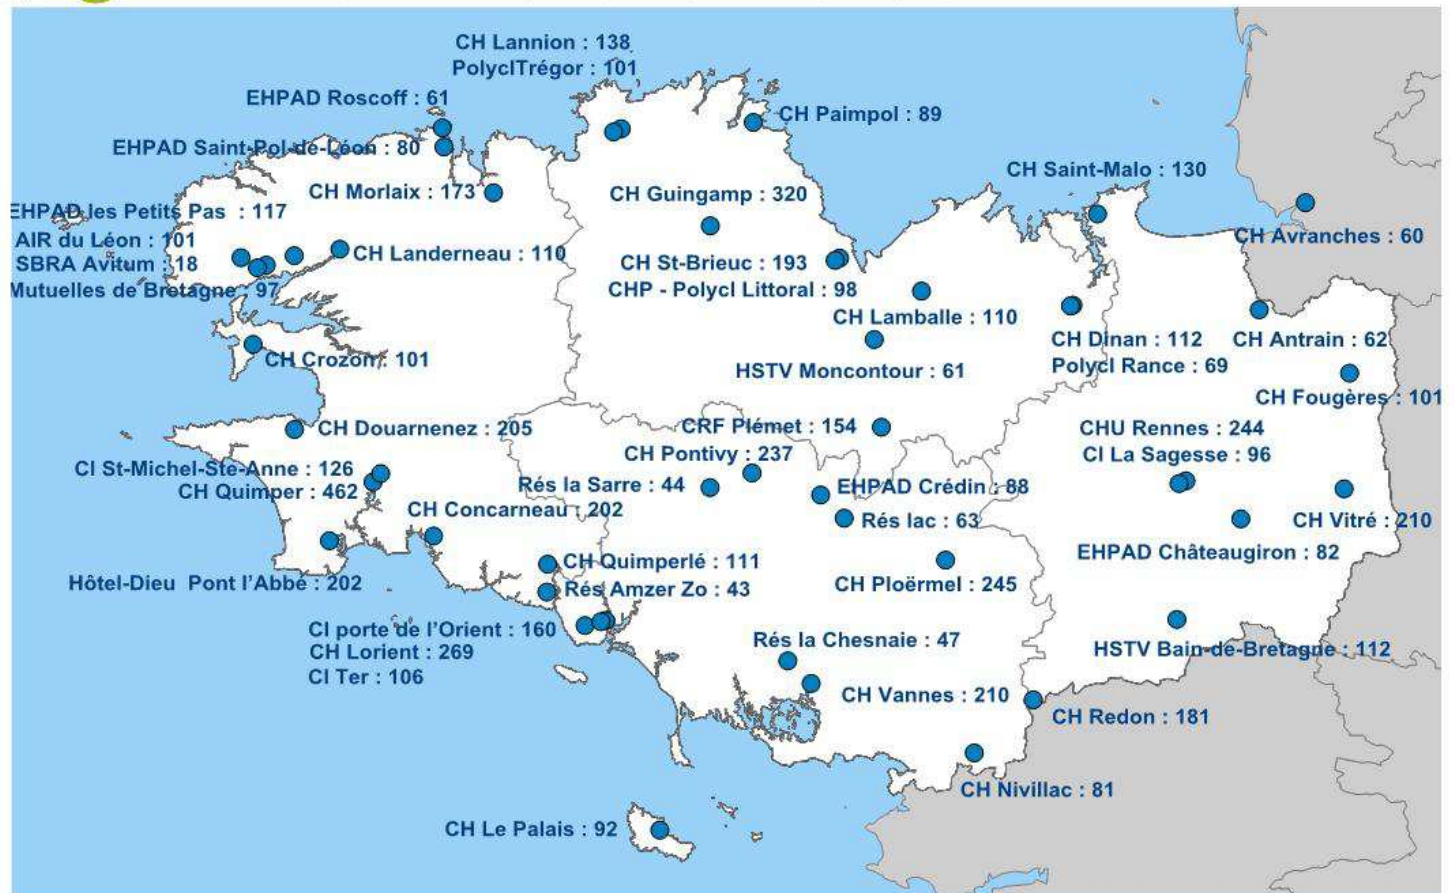 CH Lannion : 138
PolyclTrégor : 101
EHPAD Roscoff : 61
CH Paimpol : 89
EHPAD Saint-Pol-de-Léon : 80
CH Saint-Malo : 130
CH Morlaix : 173
CH Guingamp : 320
EHPAD les Petits Pas : 117
AIR du Léon : 101
SBRA Avitum : 18
Mutuelles de Bretagne : 97
CH Landerneau : 110
CH St-Brieuc : 193
CHP - Polycl Littoral : 98
CH Avranches : 60
CH Lamballe : 110
CH Dinan : 112
Polycl Rance : 69
CH Antrain : 62
CH Crozon : 101
HSTV Moncontour : 61
CH Fougères : 101
CH Douarnenez : 205
CRF Plémet : 154
CHU Rennes : 244
Cl La Sagesse : 96
CH Pontivy : 237
Cl St-Michel-Ste-Anne : 126
CH Quimper : 462
Rés la Sarre : 44
EHPAD Crédin : 88
CH Concarneau : 202
Rés lac : 63
CH Vitré : 210
EHPAD Châteaugiron : 82
CH Quimperlé : 111
Hôtel-Dieu Pont l'Abbé : 202
Rés Amzer Zo : 43
CH Ploërmel : 245
Cl porte de l'Orient : 160
CH Lorient : 269
Cl Ter : 106
Rés la Chesnaie : 47
HSTV Bain-de-Bretagne : 112
CH Vannes : 210
CH Redon : 181
CH Nivillac : 81
CH Le Palais : 92